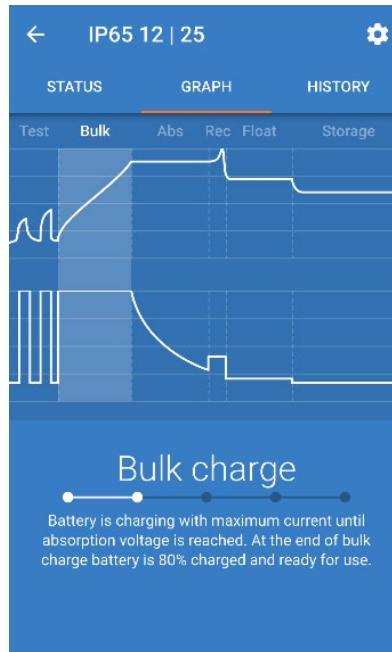 IP65 12 | 25
STATUS GRAPH HISTORY
Test Bulk Abs Rec Float Storage
Bulk charge
Battery is charging with maximum current until
absorption voltage is reached. At the end of bulk
charge battery is 80% charged and ready for use.